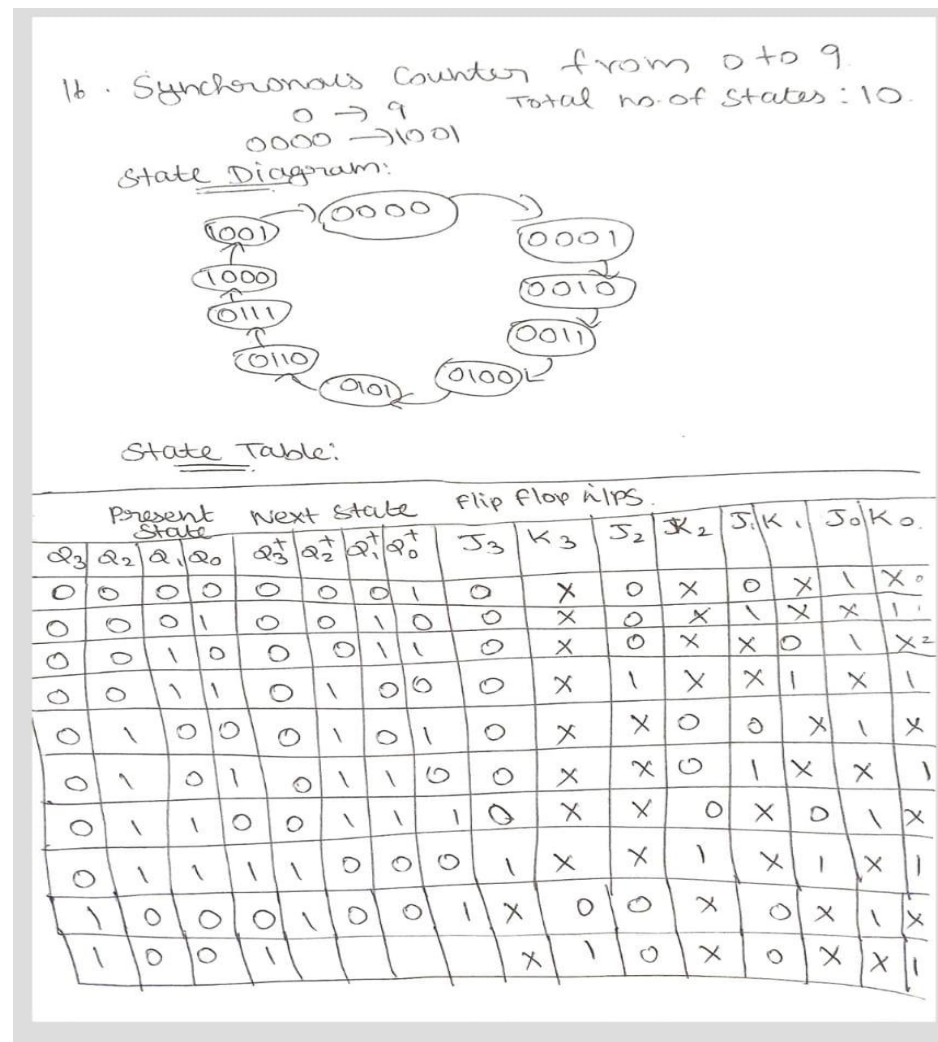 16. Synchronous Counter from 0 to 9.
0 → 9 Total no. of States : 10.
0000 → 1001
State Diagram:
0000
1001
0001
1000
0010
0111
0011
0110
0100
0101
State Table:
Present State Next State Flip Flop i/ps.
Q3 Q2 Q1 Q0 Q3+ Q2+ Q1+ Q0+ J3 K3 J2 K2 J1 K1 J0 K0
0 0 0 0 0 0 0 1 0 X 0 X 0 X 1 X 0
0 0 0 1 0 0 1 0 0 X 0 X 1 X X 1 1
0 0 1 0 0 0 1 1 0 X 0 X X 0 1 X 2
0 0 1 1 0 1 0 0 0 X 1 X X 1 X 1
0 1 0 0 0 1 0 1 0 X X 0 0 X 1 X
0 1 0 1 0 1 1 0 0 X X 0 1 X X 1
0 1 1 0 0 1 1 1 0 X X 0 X 0 1 X
0 1 1 1 1 0 0 0 1 X X 1 X 1 X 1
1 0 0 0 1 0 0 1 X 0 0 X 0 X 1 X
1 0 0 1 X 1 0 X 0 X X 1